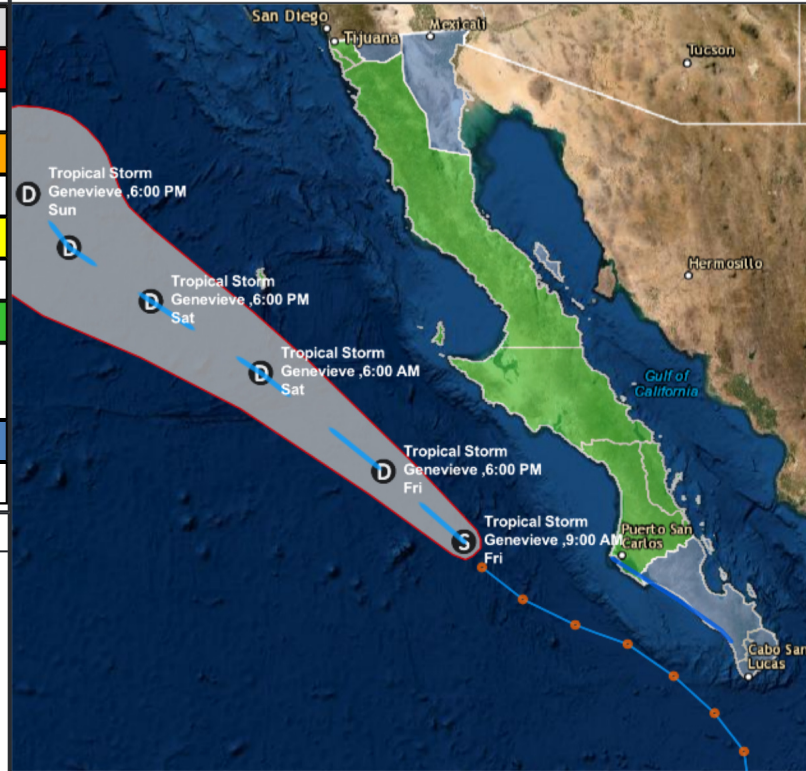 San Diego
Tijuana
Mexicali
Tucson
Hermosillo
Gulf of
California
D
Tropical Storm
Genevieve ,6:00 PM
Sun
D
D
Tropical Storm
Genevieve ,6:00 PM
Sat
D
Tropical Storm
Genevieve ,6:00 AM
Sat
D
Tropical Storm
Genevieve ,6:00 PM
Fri
S
Tropical Storm
Genevieve ,9:00 AM
Fri
Puerto San
Carlos
Cabo San
Lucas